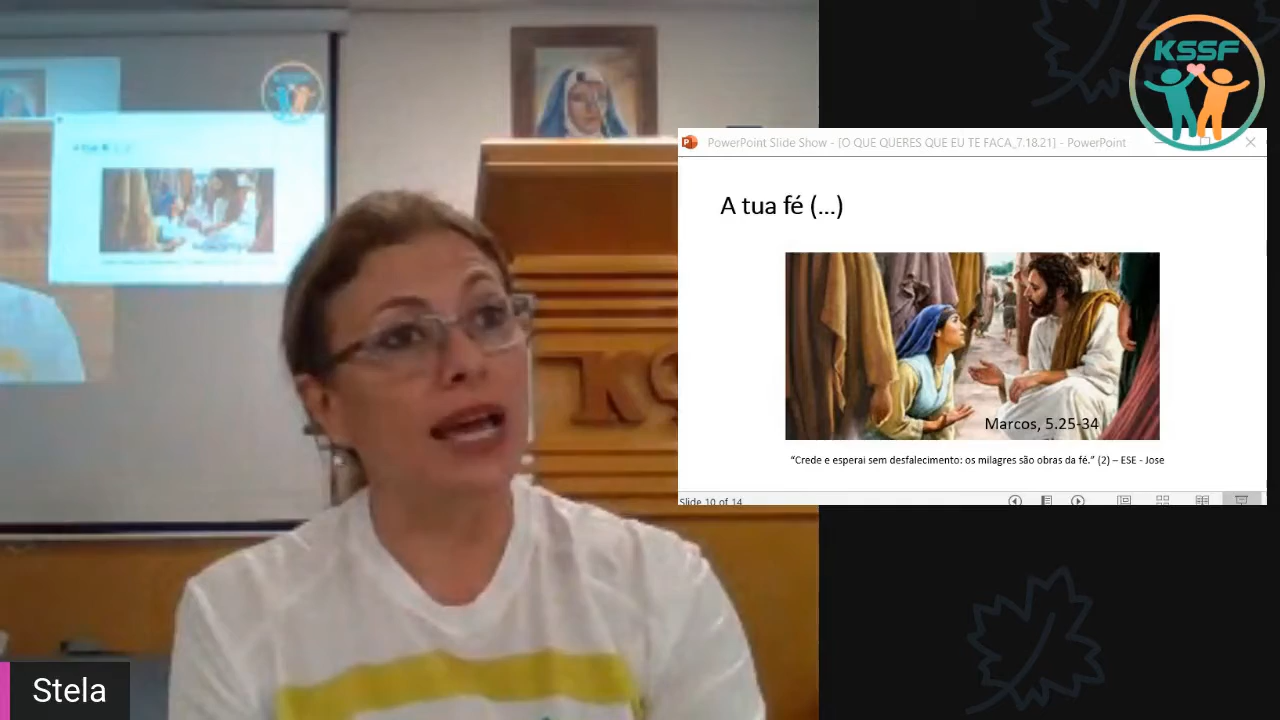 KSSF
PowerPoint Slide Show - [O QUE QUERES QUE EU TE FACA_7.18.21] - PowerPoint
A tua fé (...)
Marcos, 5.25-34
“Crede e esperai sem desfalecimento: os milagres são obras da fé.” (2) – ESE - Jose
Slide 10 of 14
KSSF
Stela